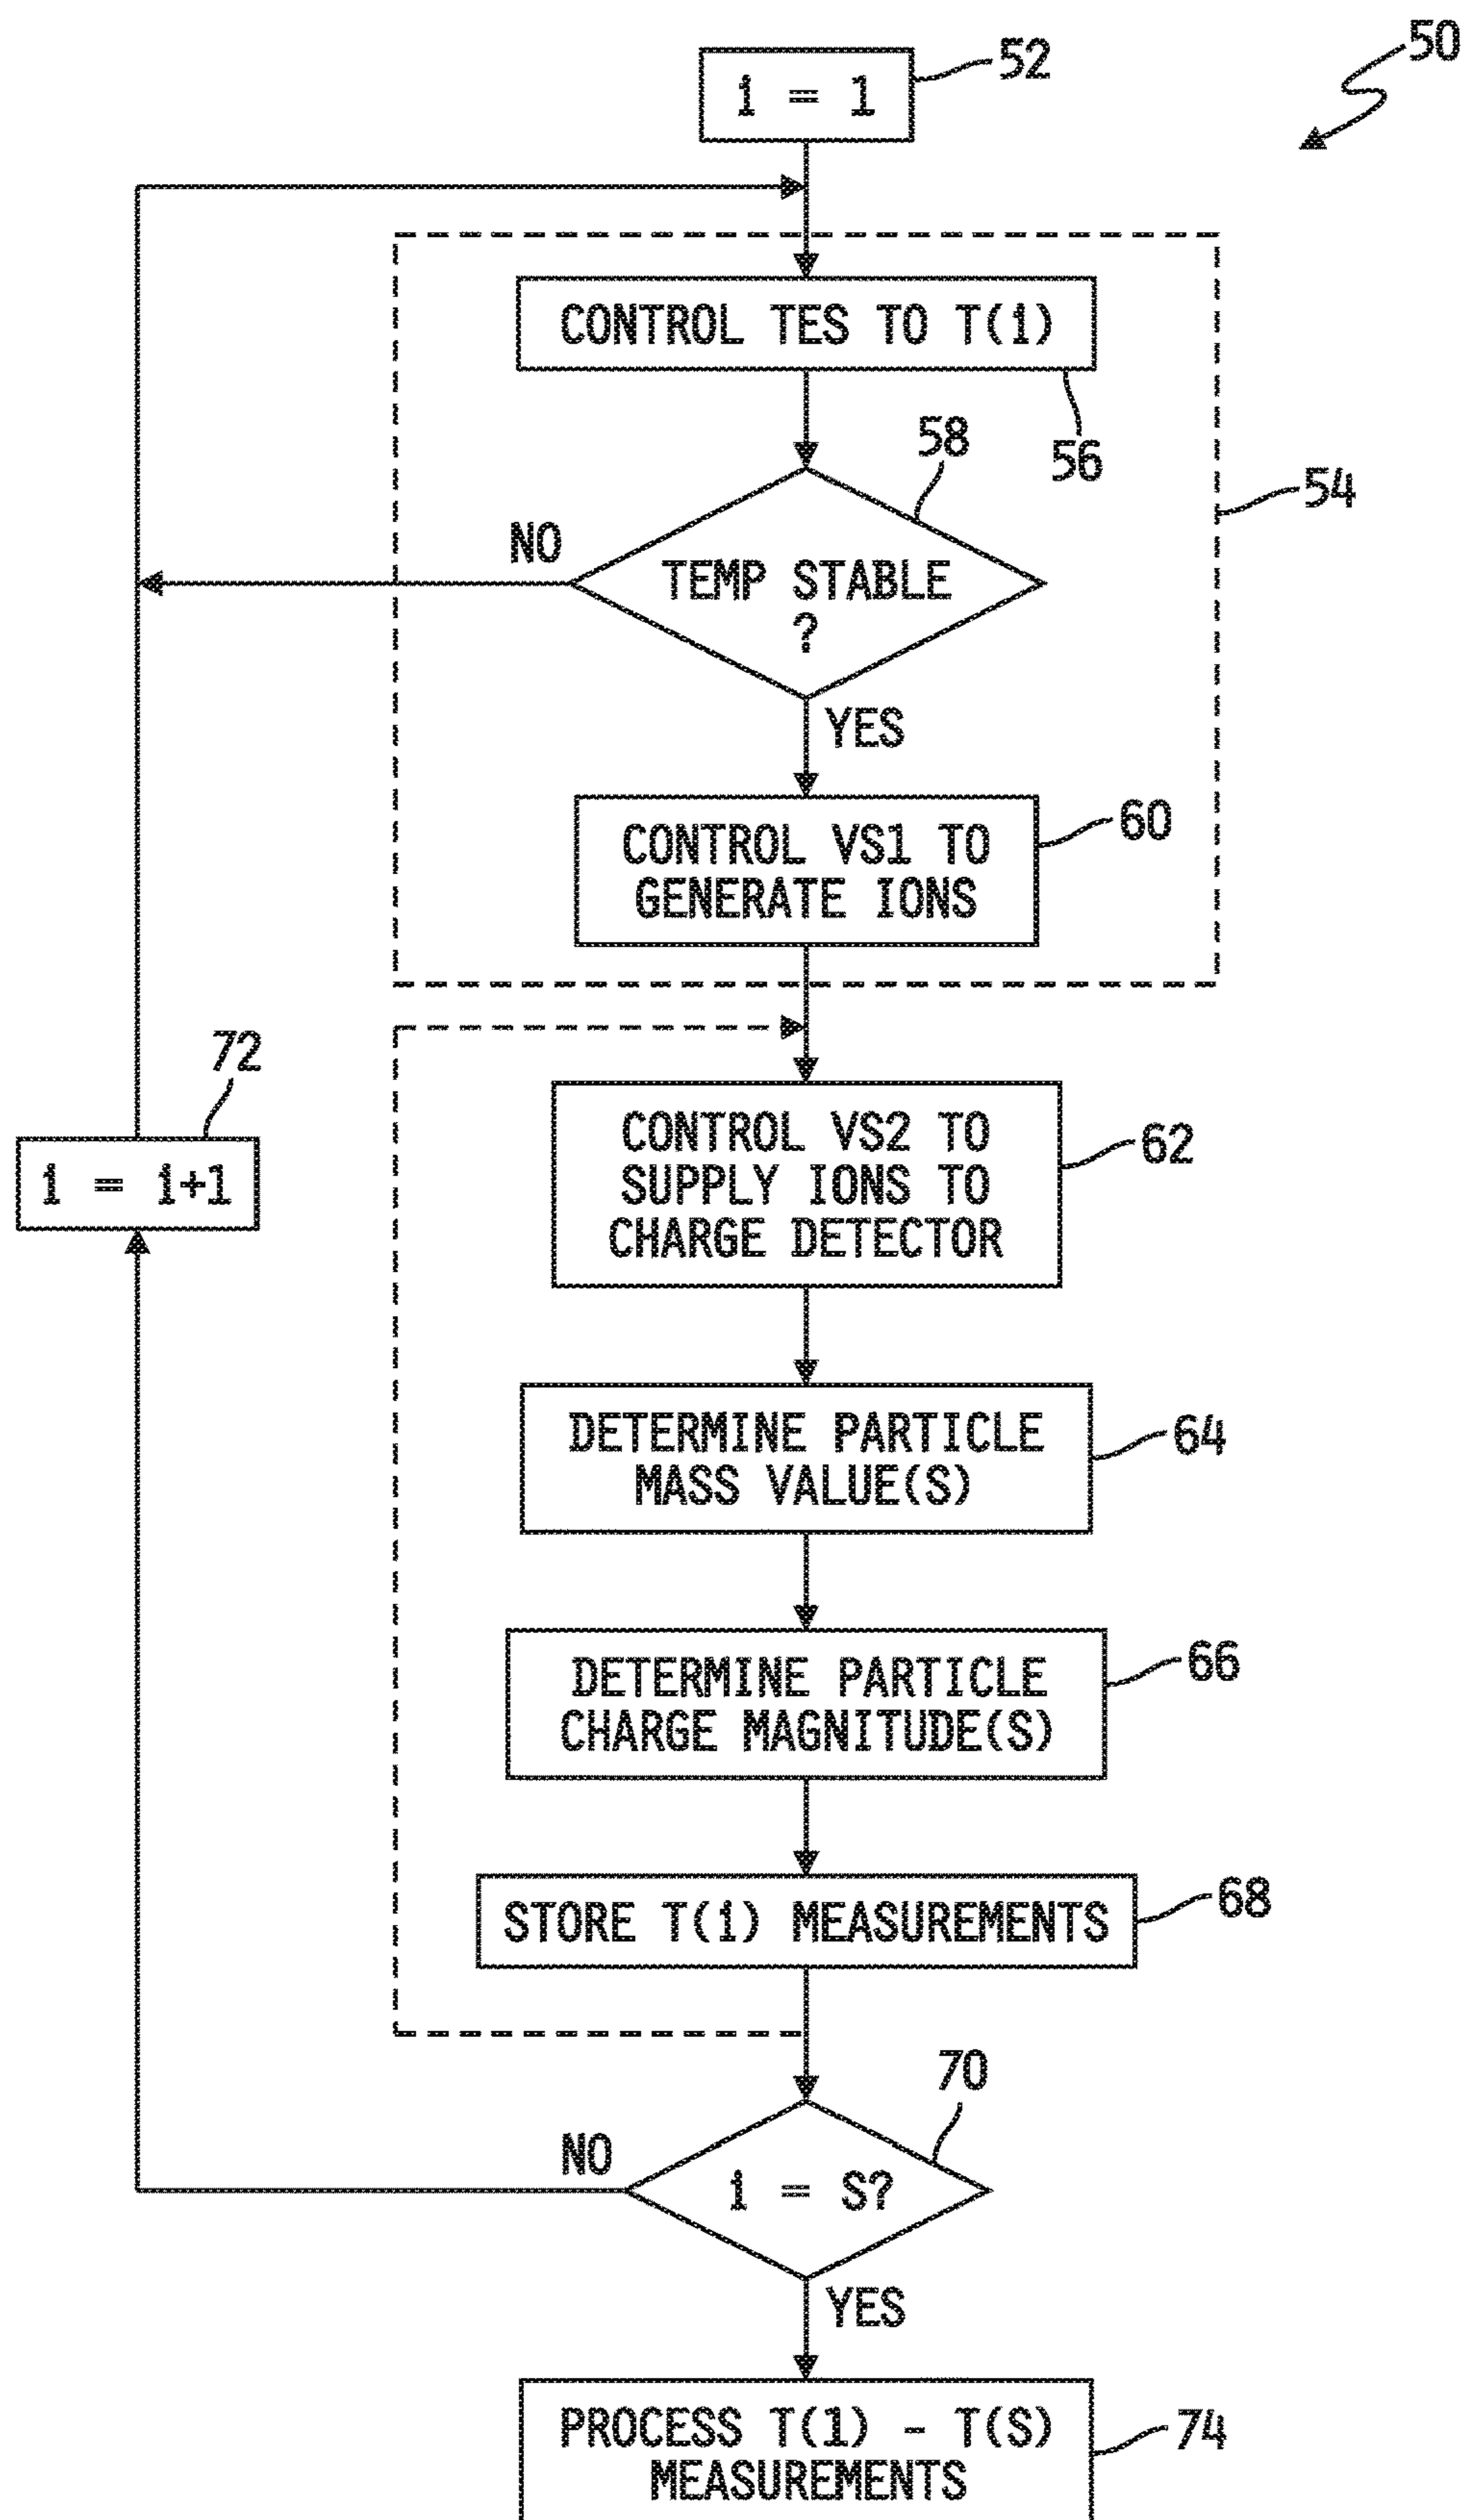 50
52
i = 1
CONTROL TES TO T(i)
56
54
58
NO
TEMP STABLE
?
YES
60
CONTROL VS1 TO
GENERATE IONS
72
i = i+1
CONTROL VS2 TO
SUPPLY IONS TO
CHARGE DETECTOR
62
DETERMINE PARTICLE
MASS VALUE(S)
64
DETERMINE PARTICLE
CHARGE MAGNITUDE(S)
66
STORE T(i) MEASUREMENTS
68
70
NO
i = S?
YES
PROCESS T(1) - T(S)
MEASUREMENTS
74